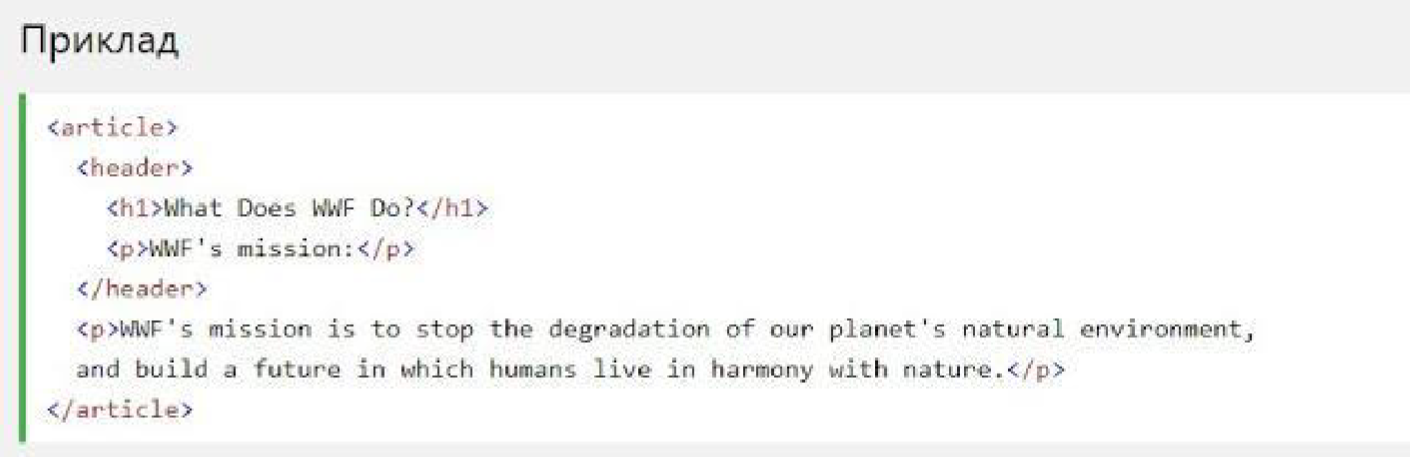 Приклад
<article>
<header>
<h1>What Does WWF Do?</h1>
<p>WWF's mission:</p>
</header>
<p>WWF's mission is to stop the degradation of our planet's natural environment,
and build a future in which humans live in harmony with nature.</p>
</article>